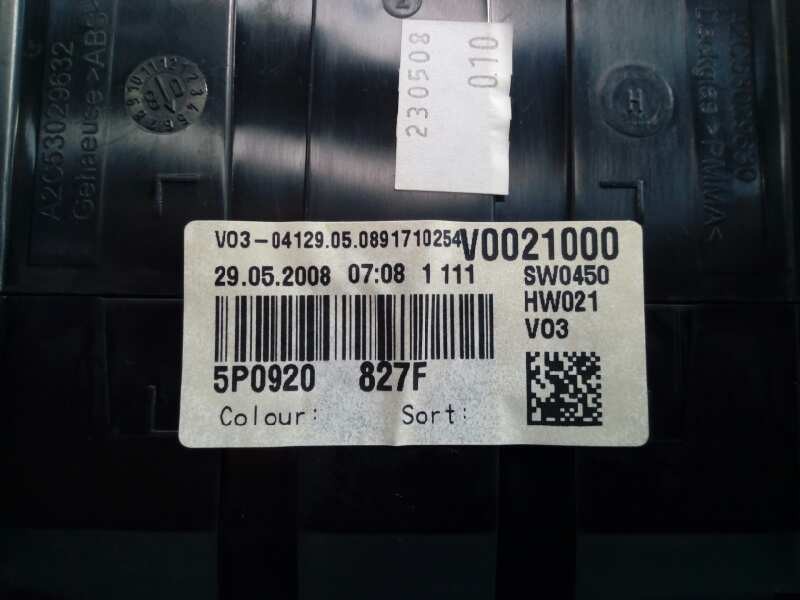 A2C53029632
Gehaeuse >ABS
230508
010
H
>PMMA<
V03-04129.05.0891710254
V0021000
29.05.2008 07:08 1 111
SW0450
HW021
V03
5P0920 827F
Colour: Sort: